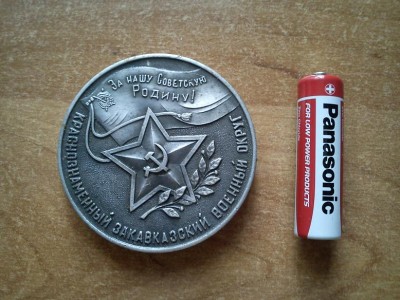 За нашу Советскую
Родину!
Краснознаменный Закавказский военный округ
Panasonic
FOR LOW POWER PRODUCTS